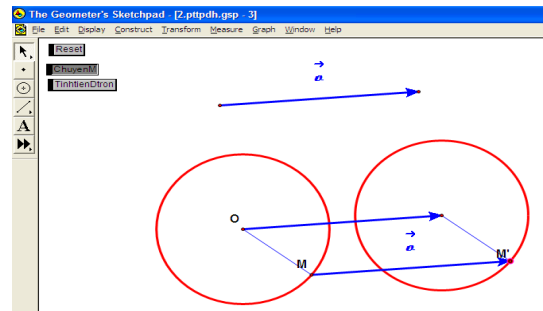 The Geometer's Sketchpad - [2.pttpdh.gsp - 3]
File Edit Display Construct Transform Measure Graph Window Help
Reset
ChuyenM
TinhtienDtron
A
O
M
M'